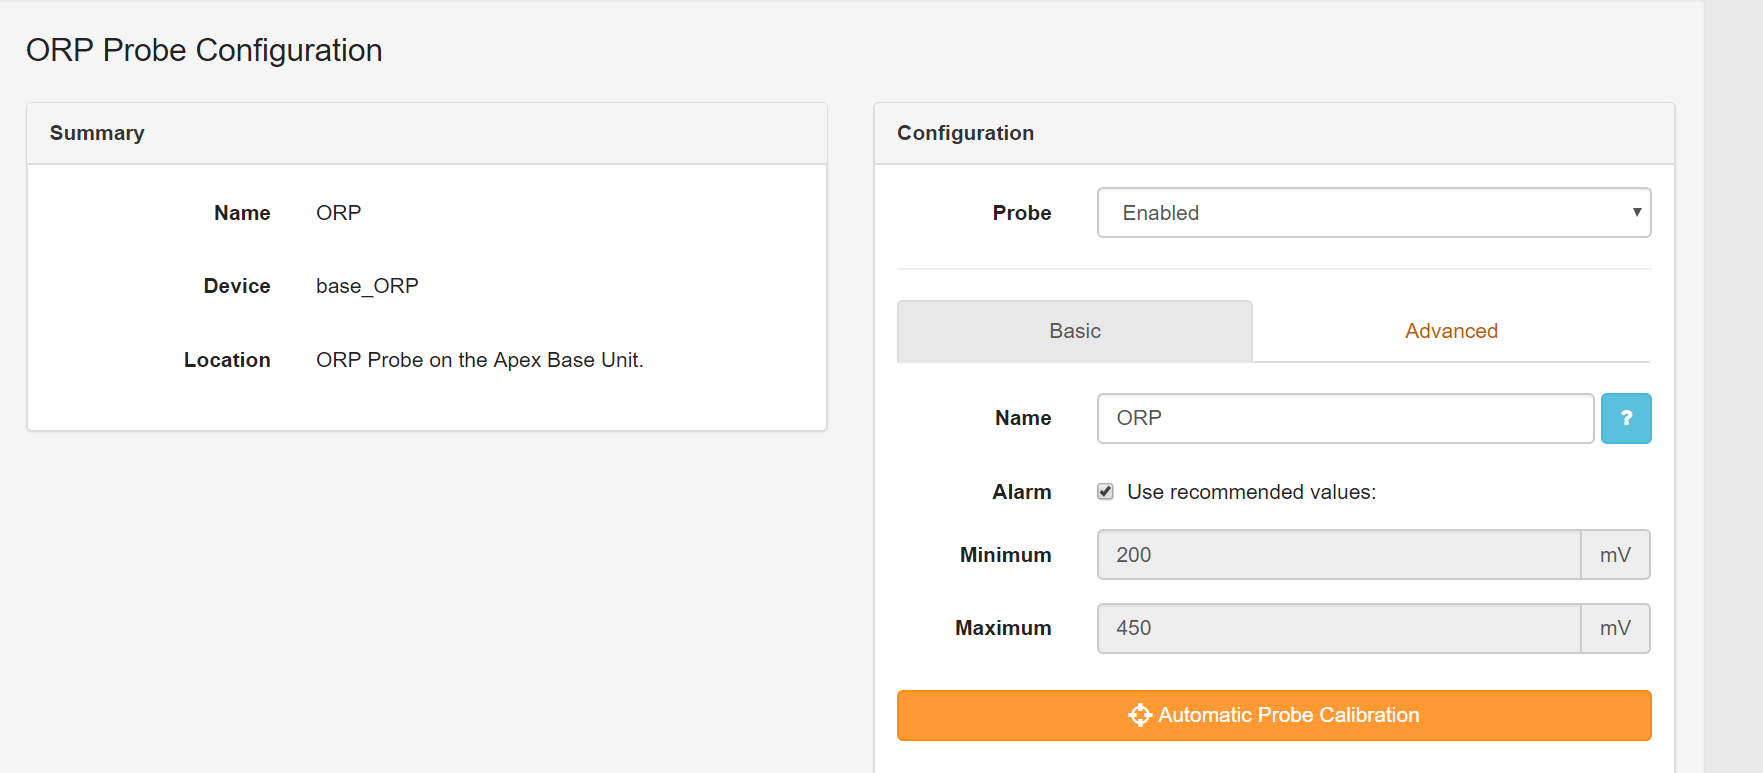 ORP Probe Configuration
Summary
Name ORP
Device base_ORP
Location ORP Probe on the Apex Base Unit.
Configuration
Probe Enabled
Basic Advanced
Name ORP ?
Alarm Use recommended values:
Minimum 200 mV
Maximum 450 mV
Automatic Probe Calibration